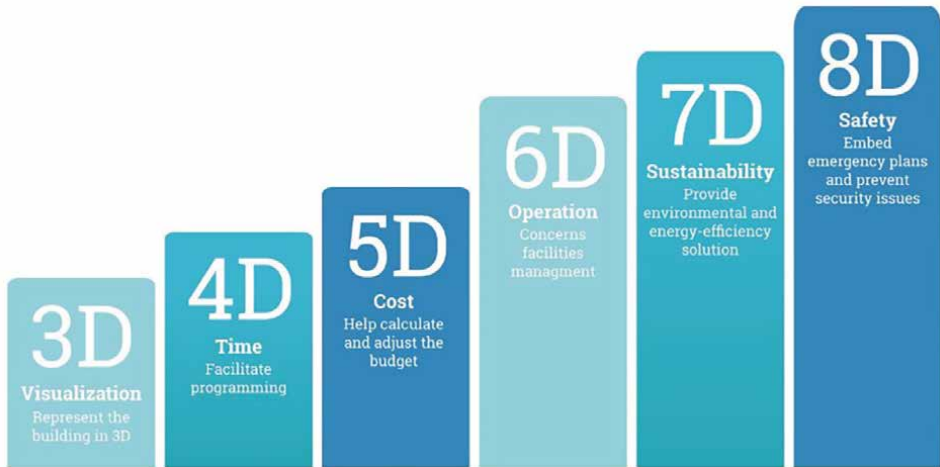 3D
Visualization
Represent the
building in 3D
4D
Time
Facilitate
programming
5D
Cost
Help calculate
and adjust the
budget
6D
Operation
Concerns
facilities
managment
7D
Sustainability
Provide
environmental and
energy-efficiency
solution
8D
Safety
Embed
emergency plans
and prevent
security issues